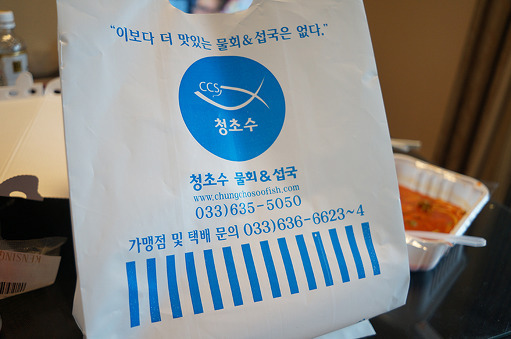 “이보다 더 맛있는 물회&섭국은 없다.”
CCS
청초수
청초수 물회&섭국
www.chungchosoofish.com
033)635-5050
가맹점 및 택배 문의 033)636-6623~4